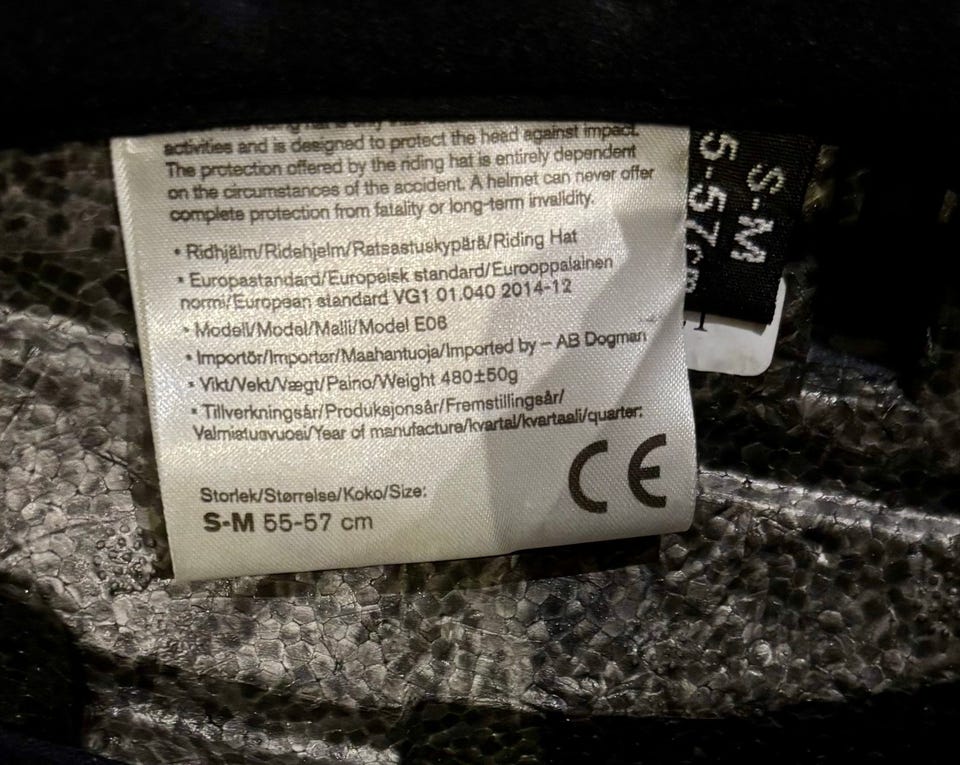 activities and is designed to protect the head against impact.
The protection offered by the riding hat is entirely dependent
on the circumstances of the accident. A helmet can never offer
complete protection from fatality or long-term invalidity.
• Ridhjälm/Ridehjelm/Ratsastuskypärä/Riding Hat
• Europastandard/Europeisk standard/Eurooppalainen
normi/European standard VG1 01.040 2014-12
• Modell/Model/Malli/Model E06
• Importör/Importør/Maahantuoja/Imported by – AB Dogman
• Vikt/Vekt/Vægt/Paino/Weight 480±50g
• Tillverkningsår/Produksjonsår/Fremstillingsår/
Valmistusvuosi/Year of manufacture/kvartal/kvartaali/quarter:
CE
Storlek/Størrelse/Koko/Size:
S-M 55-57 cm
S-M
5-57cm